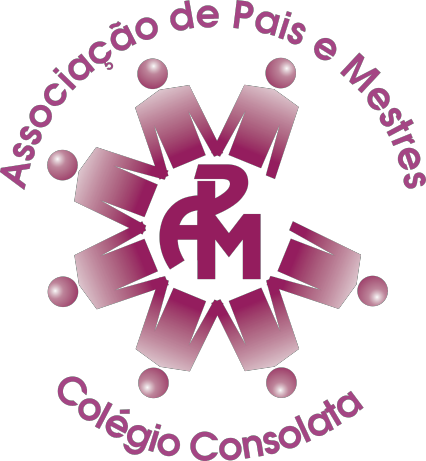 Associação de Pais e Mestres
APM
Colégio Consolata